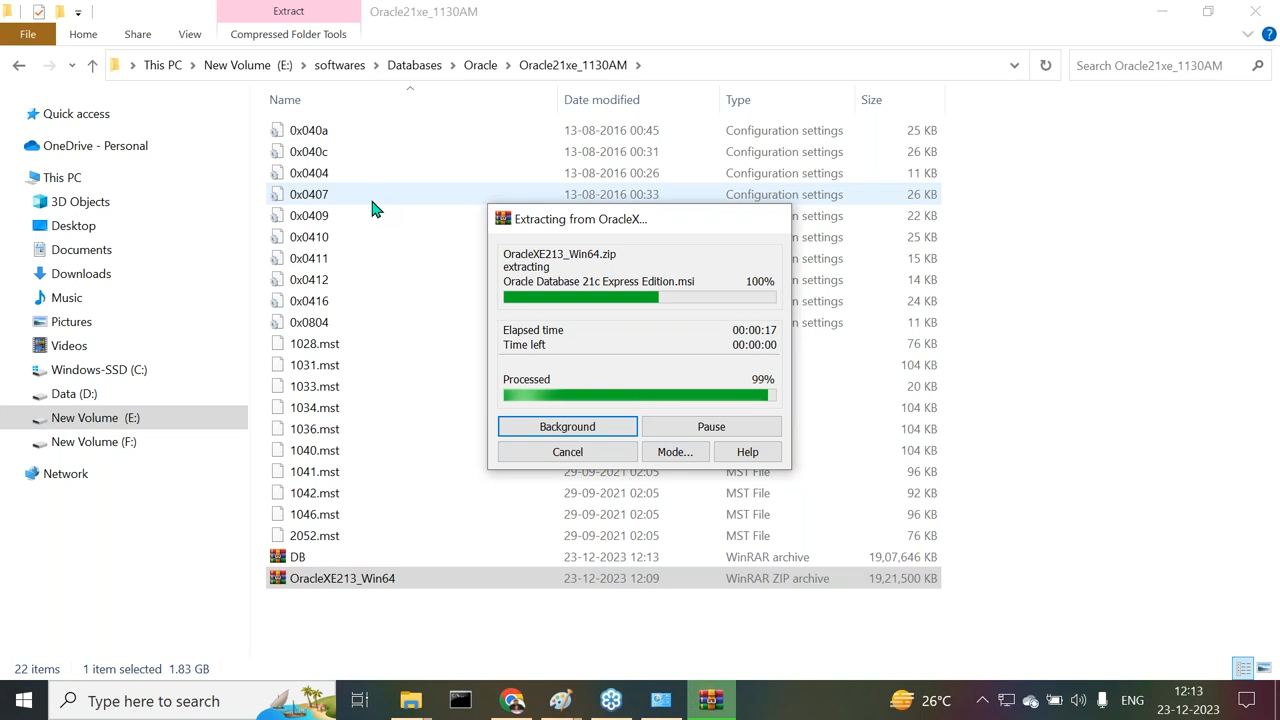 Extract
Oracle21xe_1130AM
File
Home
Share
View
Compressed Folder Tools
This PC > New Volume (E:) > softwares > Databases > Oracle > Oracle21xe_1130AM >
Search Oracle21xe_1130AM
Quick access
OneDrive - Personal
This PC
3D Objects
Desktop
Documents
Downloads
Music
Pictures
Videos
Windows-SSD (C:)
Data (D:)
New Volume (E:)
New Volume (F:)
Network
Name Date modified Type Size
0x040a 13-08-2016 00:45 Configuration settings 25 KB
0x040c 13-08-2016 00:31 Configuration settings 26 KB
0x0404 13-08-2016 00:26 Configuration settings 11 KB
0x0407 13-08-2016 00:33 Configuration settings 26 KB
0x0409 n settings 22 KB
0x0410 n settings 25 KB
0x0411 n settings 15 KB
0x0412 n settings 14 KB
0x0416 n settings 24 KB
0x0804 n settings 11 KB
1028.mst 76 KB
1031.mst 104 KB
1033.mst 20 KB
1034.mst 104 KB
1036.mst 104 KB
1040.mst 104 KB
1041.mst 29-09-2021 02:05 MST File 96 KB
1042.mst 29-09-2021 02:05 MST File 92 KB
1046.mst 29-09-2021 02:05 MST File 96 KB
2052.mst 29-09-2021 02:05 MST File 76 KB
DB 23-12-2023 12:13 WinRAR archive 19,07,646 KB
OracleXE213_Win64 23-12-2023 12:09 WinRAR ZIP archive 19,21,500 KB
Extracting from OracleX...
OracleXE213_Win64.zip
extracting
Oracle Database 21c Express Edition.msi 100%
Elapsed time 00:00:17
Time left 00:00:00
Processed 99%
Background
Pause
Cancel
Mode...
Help
22 items 1 item selected 1.83 GB
Type here to search
26°C
ENG
12:13
23-12-2023